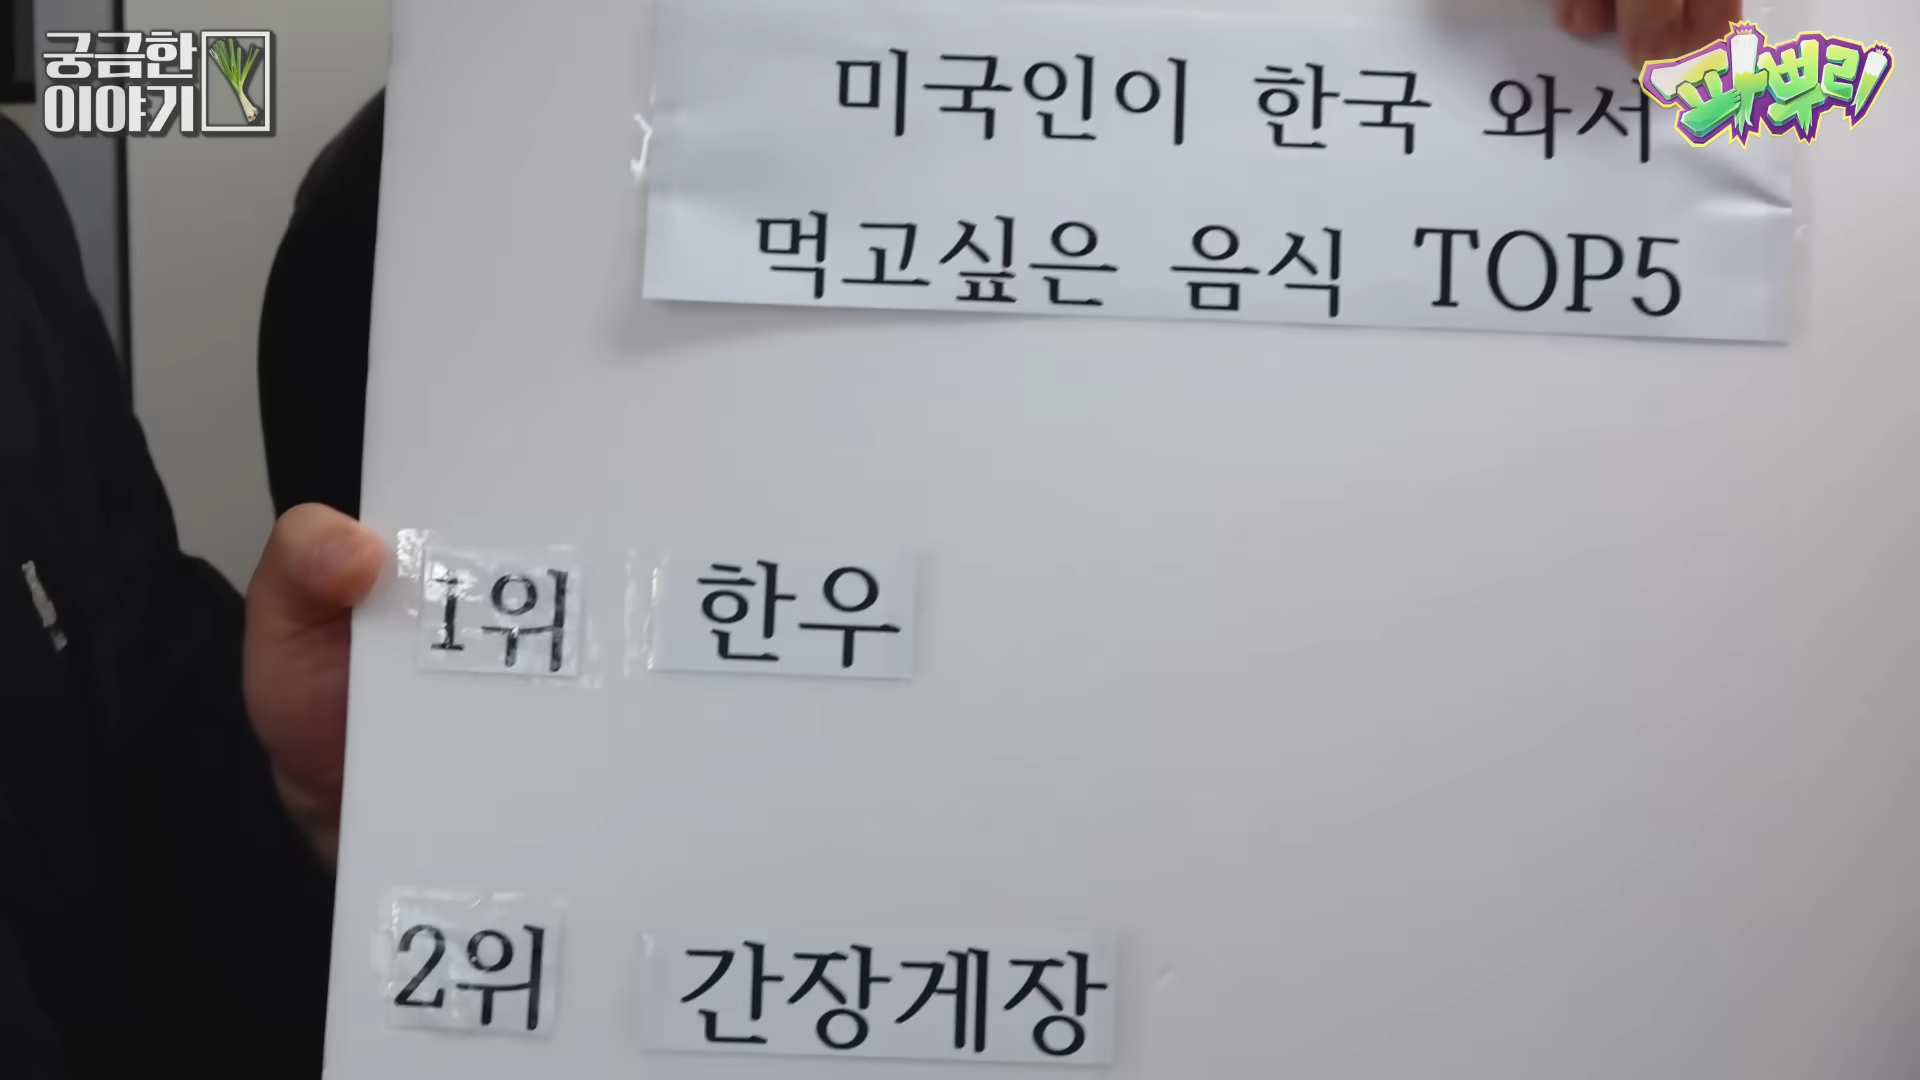 궁금한
이야기
파뿌리
미국인이 한국 와서
먹고싶은 음식 TOP5
1위 한우
2위 간장게장